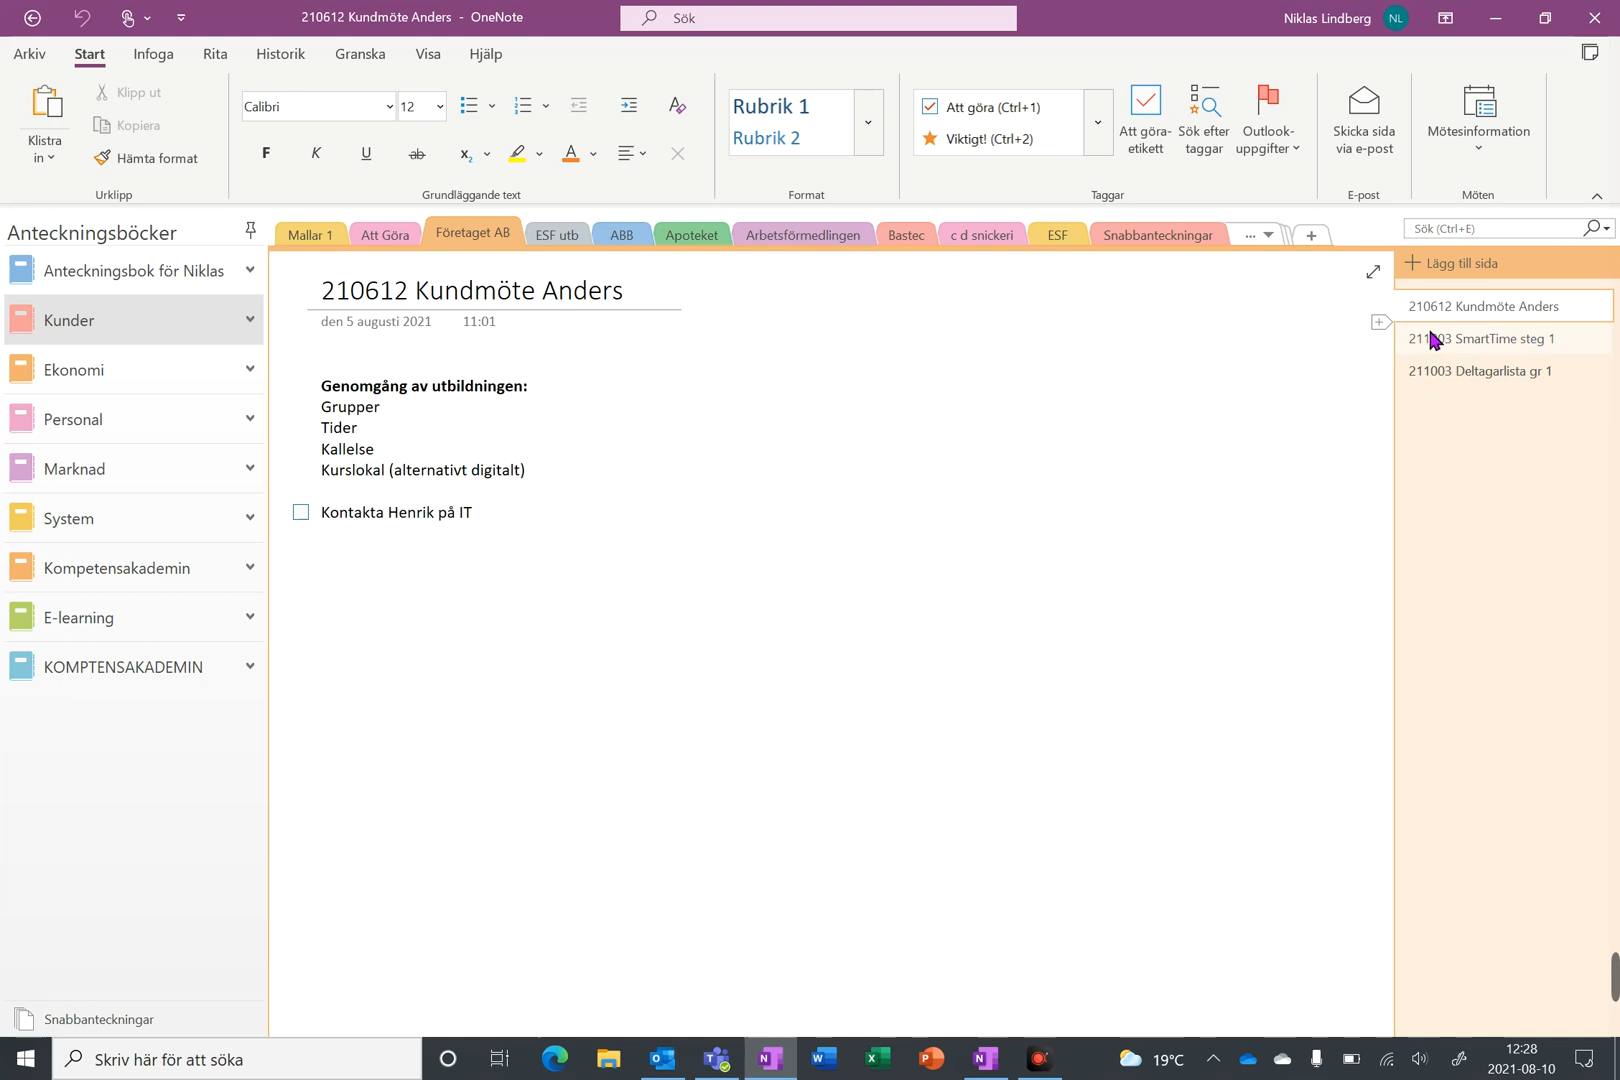 210612 Kundmöte Anders - OneNote
Sök
Niklas Lindberg NL
Arkiv Start Infoga Rita Historik Granska Visa Hjälp
Klistra in
Klipp ut
Kopiera
Hämta format
Urklipp
Calibri 12
F K U ab x₂ A
Grundläggande text
Rubrik 1
Rubrik 2
Format
Att göra (Ctrl+1)
Viktigt! (Ctrl+2)
Att göra-etikett
Sök efter taggar
Outlook-uppgifter
Taggar
Skicka sida via e-post
E-post
Mötesinformation
Möten
Anteckningsböcker
Mallar 1 Att Göra Företaget AB ESF utb ABB Apoteket Arbetsförmedlingen Bastec c d snickeri ESF Snabbanteckningar ...
Sök (Ctrl+E)
Anteckningsbok för Niklas
Kunder
Ekonomi
Personal
Marknad
System
Kompetensakademin
E-learning
KOMPTENSAKADEMIN
Snabbanteckningar
210612 Kundmöte Anders
den 5 augusti 2021 11:01
Genomgång av utbildningen:
Grupper
Tider
Kallelse
Kurslokal (alternativt digitalt)
Kontakta Henrik på IT
Lägg till sida
210612 Kundmöte Anders
SmartTime steg 1
211003 Deltagarlista gr 1
Skriv här för att söka
19°C
12:28
2021-08-10